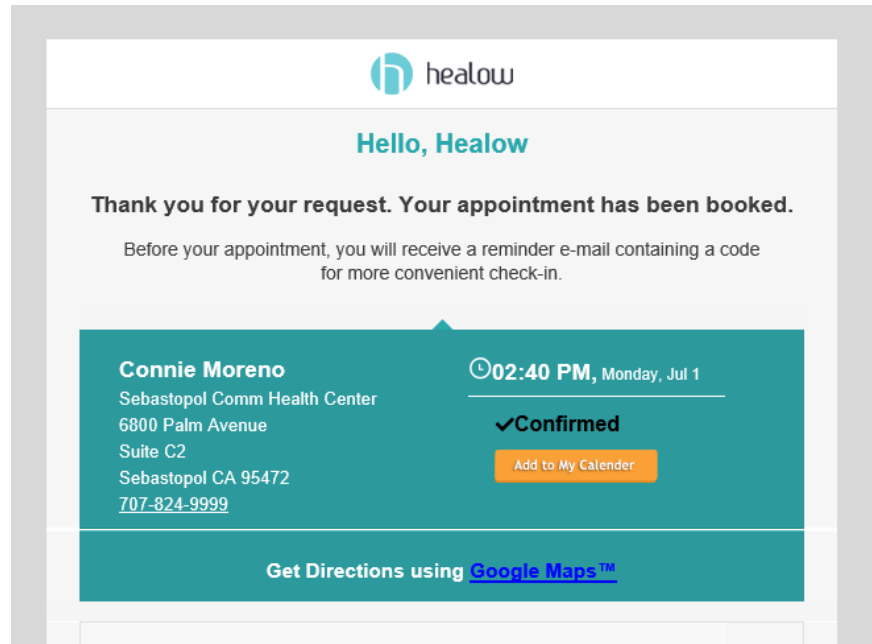 healow
Hello, Healow
Thank you for your request. Your appointment has been booked.
Before your appointment, you will receive a reminder e-mail containing a code
for more convenient check-in.
Connie Moreno
Sebastopol Comm Health Center
6800 Palm Avenue
Suite C2
Sebastopol CA 95472
707-824-9999
02:40 PM, Monday, Jul 1
Confirmed
Add to My Calender
Get Directions using Google Maps™